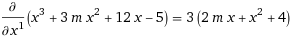 ∂/∂x¹ (x³ + 3 m x² + 12 x − 5) = 3 (2 m x + x² + 4)